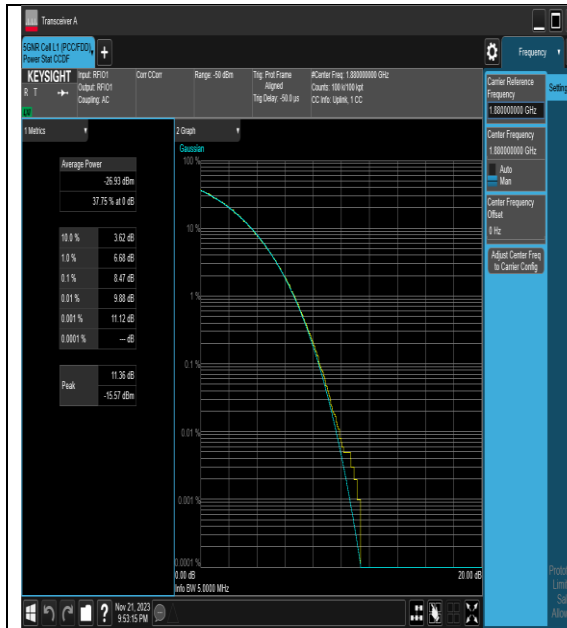 Transceiver A
5GNR Cell L1 (PCC/FDD)
Power Stat CCDF
Frequency
KEYSIGHT
R T
Input: RFIO1
Output: RFIO1
Coupling: AC
Corr CCorr
Range: -50 dBm
Trig: Prot Frame
Aligned
Trig Delay: -50.0 µs
#Center Freq: 1.880000000 GHz
Counts: 100 k/100 kpt
CC Info: Uplink, 1 CC
1 Metrics
Average Power
-26.93 dBm
37.75 % at 0 dB
10.0 % 3.62 dB
1.0 % 6.68 dB
0.1 % 8.47 dB
0.01 % 9.88 dB
0.001 % 11.12 dB
0.0001 % --- dB
Peak
11.36 dB
-15.57 dBm
2 Graph
Gaussian
100 %
10 %
1 %
0.1 %
0.01 %
0.001 %
0.0001 %
0.00 dB
20.00 dB
Info BW 5.0000 MHz
Carrier Reference
Frequency
1.880000000 GHz
Center Frequency
1.880000000 GHz
Auto
Man
Center Frequency
Offset
0 Hz
Adjust Center Freq
to Carrier Config
Setting
Nov 21, 2023
9:53:15 PM